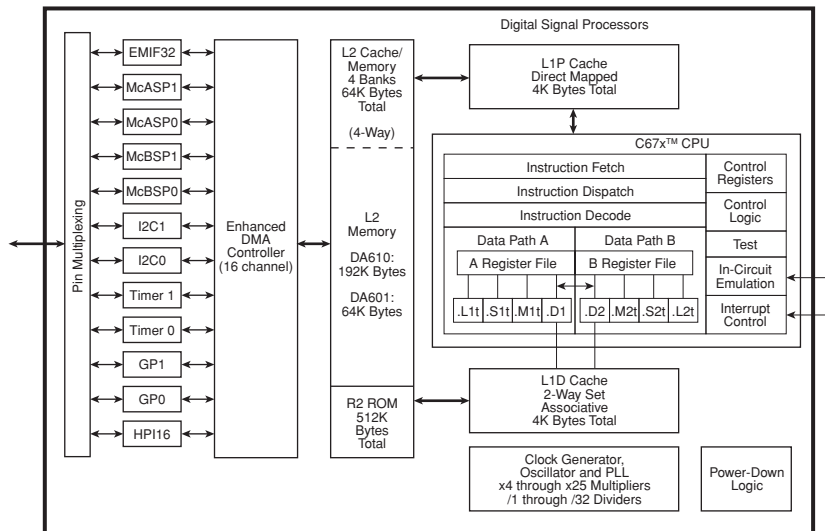 Digital Signal Processors
Pin Multiplexing
EMIF32
McASP1
McASP0
McBSP1
McBSP0
I2C1
I2C0
Timer 1
Timer 0
GP1
GP0
HPI16
Enhanced
DMA
Controller
(16 channel)
L2 Cache/
Memory
4 Banks
64K Bytes
Total
(4-Way)
L2
Memory
DA610:
192K Bytes
DA601:
64K Bytes
R2 ROM
512K
Bytes
Total
L1P Cache
Direct Mapped
4K Bytes Total
C67x™ CPU
Instruction Fetch
Instruction Dispatch
Instruction Decode
Data Path A
A Register File
.L1t .S1t .M1t .D1
Data Path B
B Register File
.D2 .M2t .S2t .L2t
Control
Registers
Control
Logic
Test
In-Circuit
Emulation
Interrupt
Control
L1D Cache
2-Way Set
Associative
4K Bytes Total
Clock Generator,
Oscillator and PLL
x4 through x25 Multipliers
/1 through /32 Dividers
Power-Down
Logic